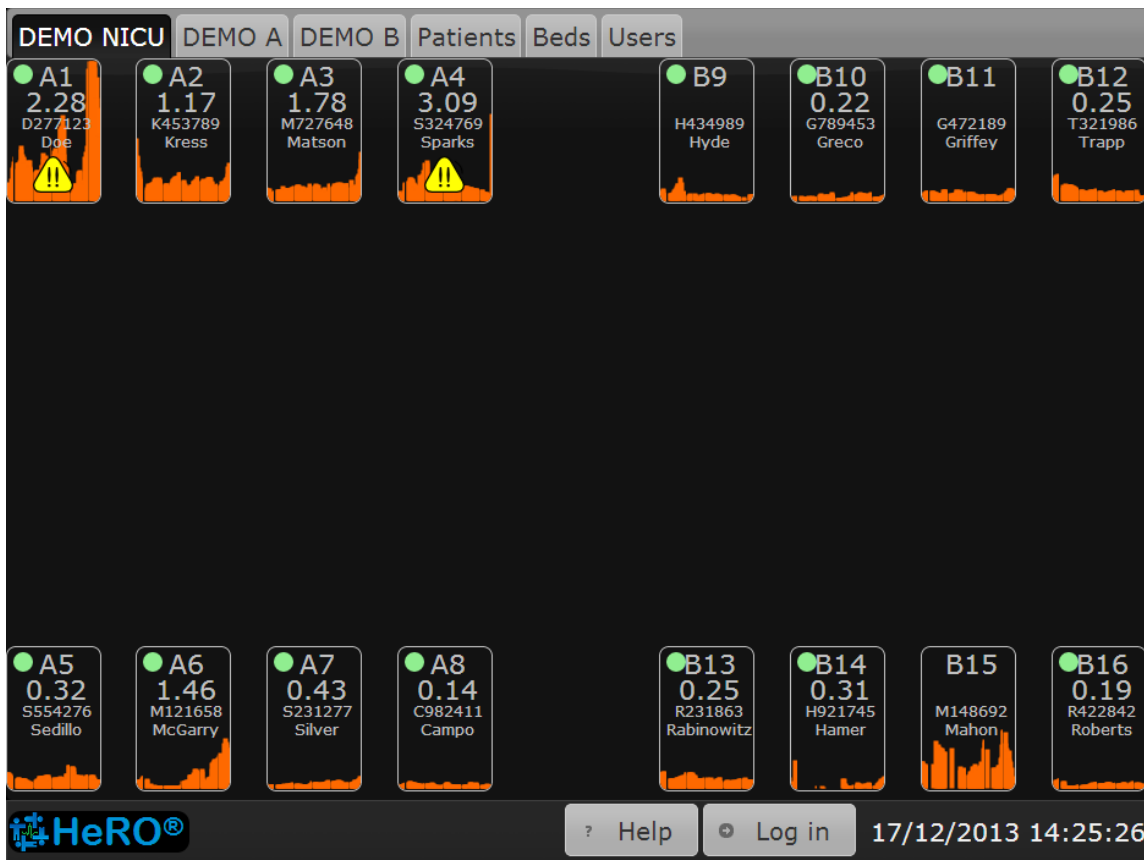 DEMO NICU DEMO A DEMO B Patients Beds Users
A1 A2 A3 A4 B9 B10 B11 B12
2.28 1.17 1.78 3.09 0.22 0.25
D277123 K453789 M727648 S324769 H434989 G789453 G472189 T321986
Doe Kress Matson Sparks Hyde Greco Griffey Trapp
!! !!
A5 A6 A7 A8 B13 B14 B15 B16
0.32 1.46 0.43 0.14 0.25 0.31 0.19
S554276 M121658 S231277 C982411 R231863 H921745 M148692 R422842
Sedillo McGarry Silver Campo Rabinowitz Hamer Mahon Roberts
HeRO® ? Help Log in 17/12/2013 14:25:26